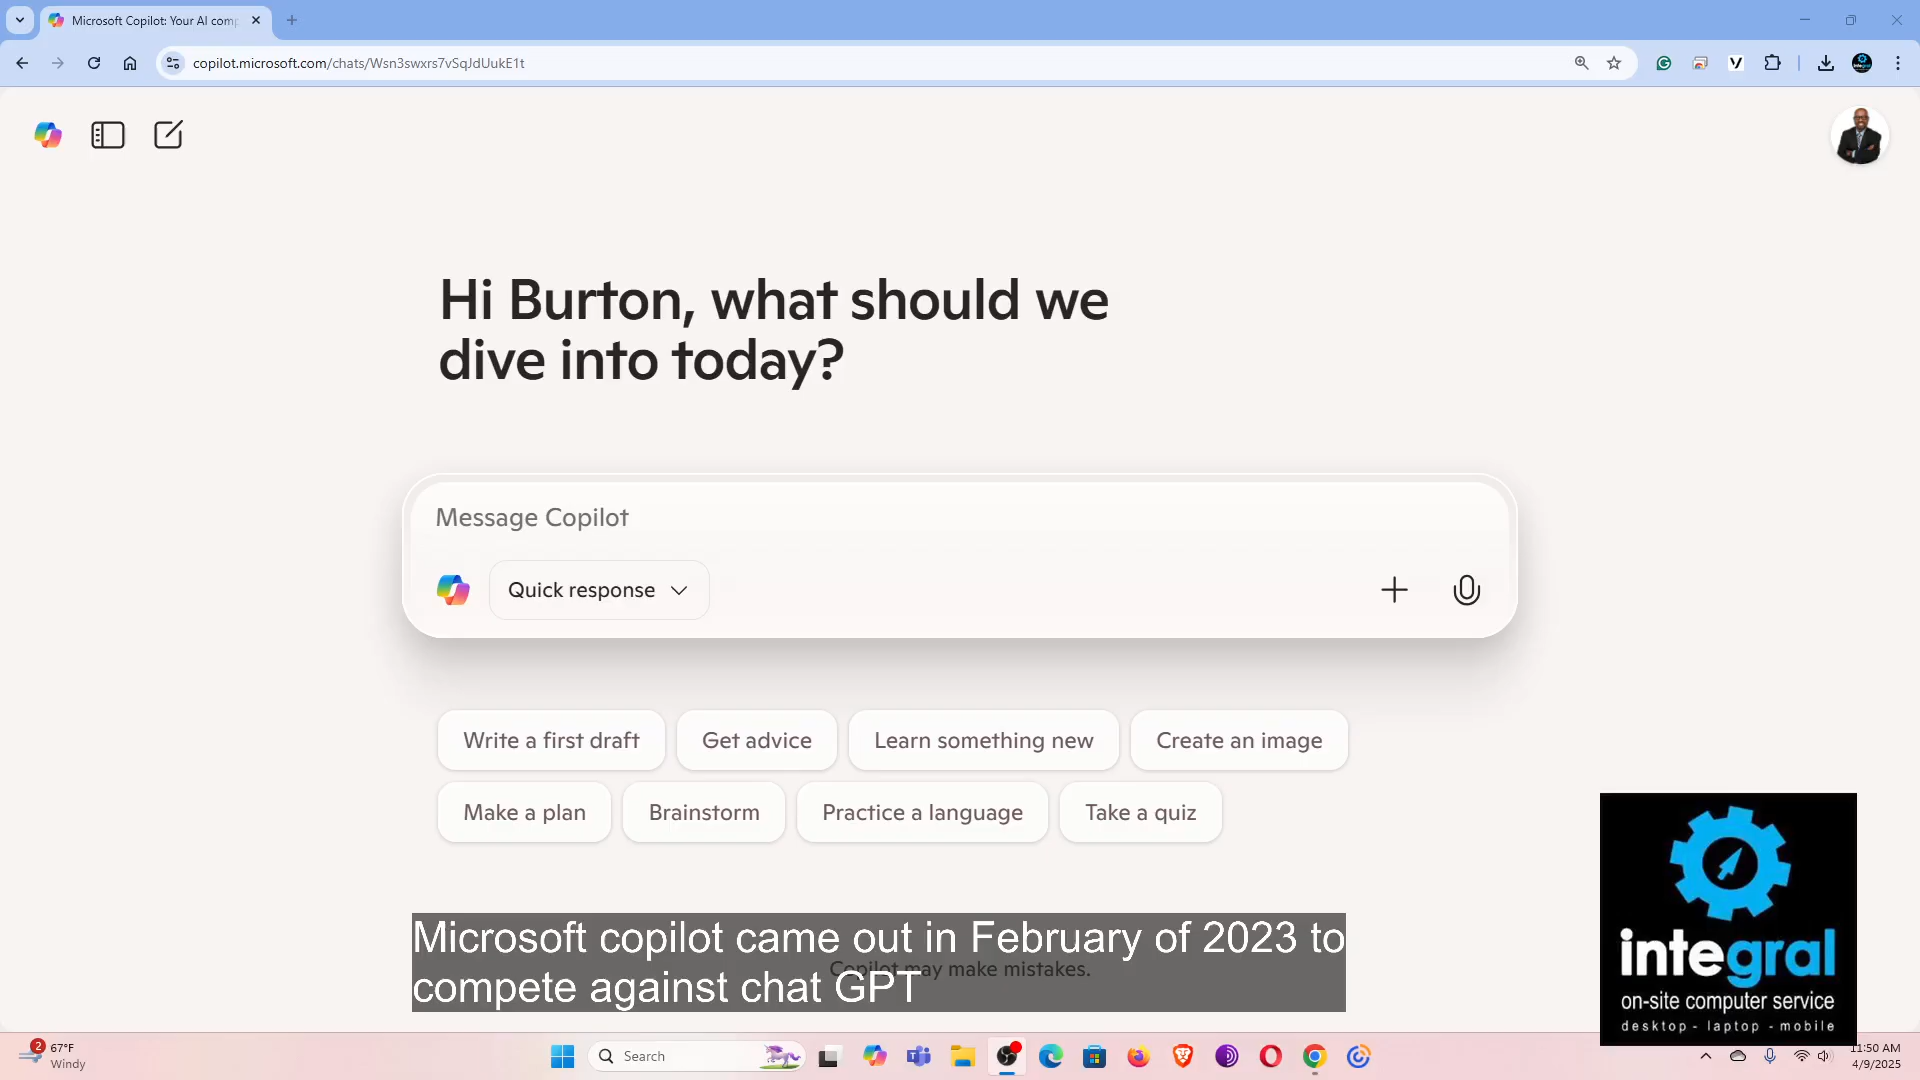 Microsoft Copilot: Your AI comp
copilot.microsoft.com/chats/Wsn3swxrs7vSqJdUukE1t
Hi Burton, what should we
dive into today?
Message Copilot
Quick response
Write a first draft
Get advice
Learn something new
Create an image
Make a plan
Brainstorm
Practice a language
Take a quiz
Microsoft copilot came out in February of 2023 to
compete against chat GPT
Copilot may make mistakes.
integral
on-site computer service
desktop - laptop - mobile
2
67°F
Windy
Search
11:50 AM
4/9/2025